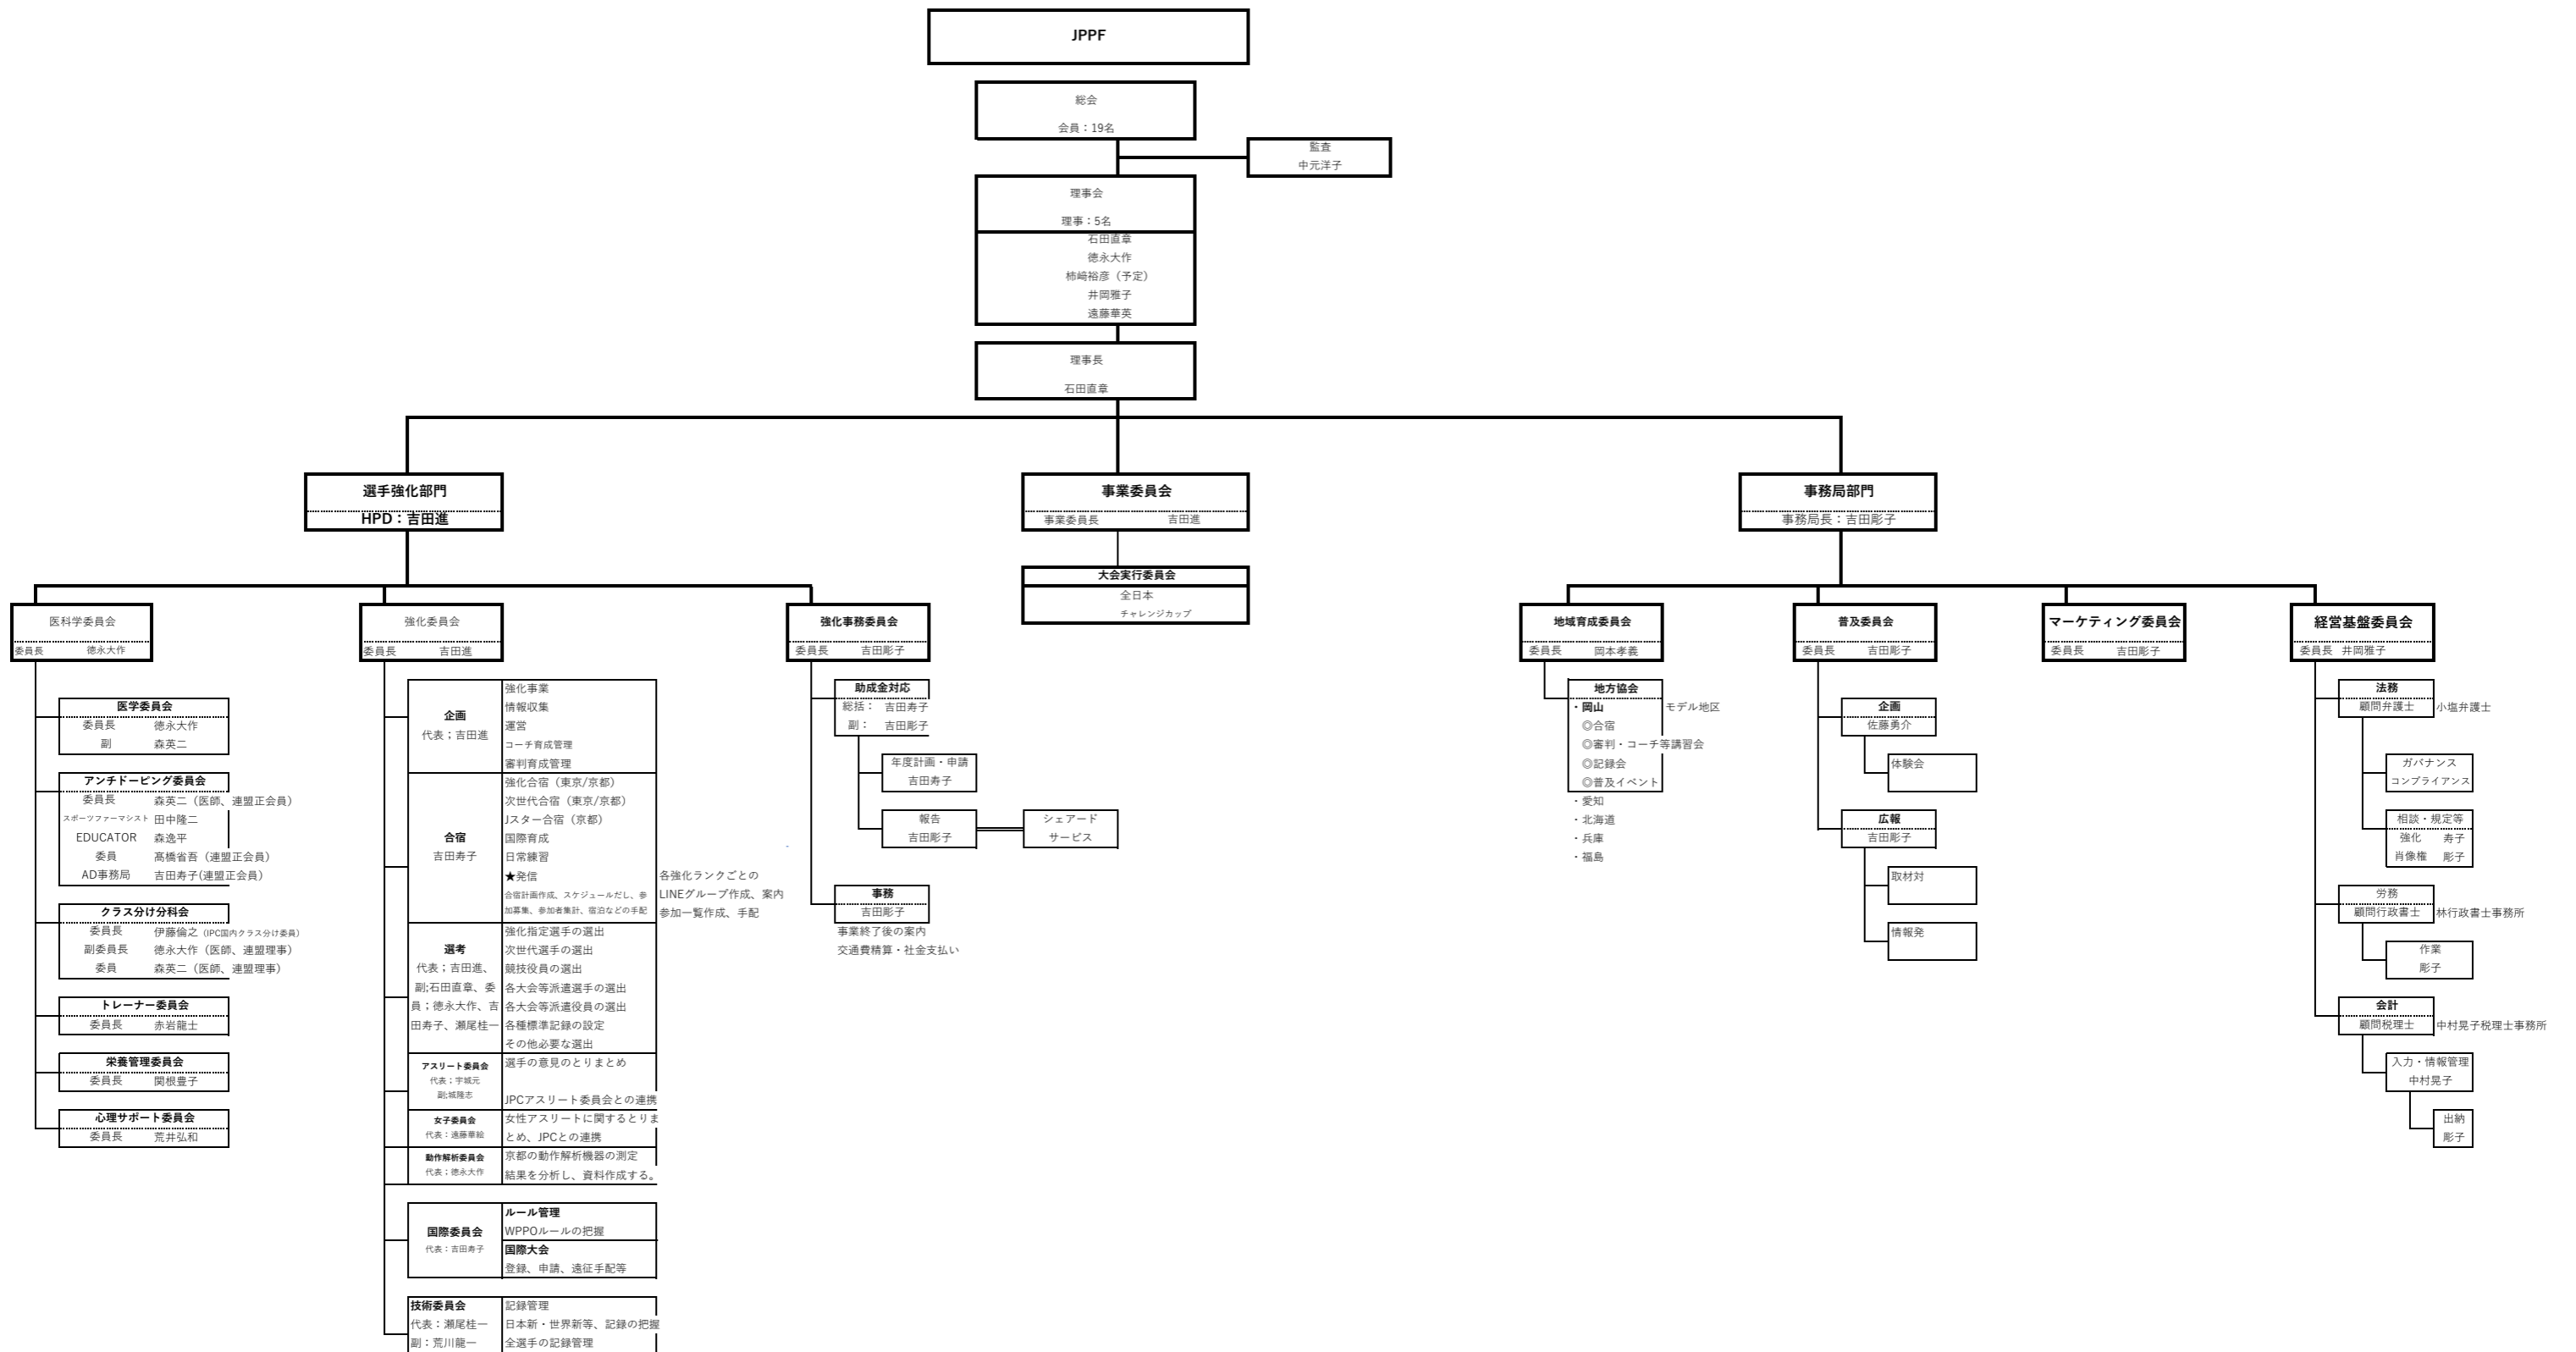 JPPF
総会
会員：19名
監査
中元洋子
理事会
理事：5名
石田直章
徳永大作
柿﨑裕彦（予定）
井岡雅子
遠藤華英
理事長
石田直章
選手強化部門
HPD：吉田進
事業委員会
事業委員長 吉田進
大会実行委員会
全日本
チャレンジカップ
事務局部門
事務局長：吉田彫子
医科学委員会
委員長 徳永大作
医学委員会
委員長 徳永大作
副 森英二
アンチドーピング委員会
委員長 森英二（医師、連盟正会員）
スポーツファーマシスト 田中隆二
EDUCATOR 森逸平
委員 髙橋省吾（連盟正会員）
AD事務局 吉田寿子(連盟正会員）
クラス分け分科会
委員長 伊藤倫之（IPC国内クラス分け委員）
副委員長 徳永大作（医師、連盟理事）
委員 森英二（医師、連盟理事）
トレーナー委員会
委員長 赤岩龍士
栄養管理委員会
委員長 関根豊子
心理サポート委員会
委員長 荒井弘和
強化委員会
委員長 吉田進
企画
代表；吉田進
強化事業
情報収集
運営
コーチ育成管理
審判育成管理
合宿
吉田寿子
強化合宿（東京/京都）
次世代合宿（東京/京都）
Jスター合宿（京都）
国際育成
日常練習
★発信
合宿計画作成、スケジュールだし、参
加募集、参加者集計、宿泊などの手配
各強化ランクごとの
LINEグループ作成、案内
参加一覧作成、手配
選考
代表；吉田進、
副;石田直章、委
員；徳永大作、吉
田寿子、瀬尾桂一
強化指定選手の選出
次世代選手の選出
競技役員の選出
各大会等派遣選手の選出
各大会等派遣役員の選出
各種標準記録の設定
その他必要な選出
アスリート委員会
代表；宇城元
副;城隆志
選手の意見のとりまとめ
JPCアスリート委員会との連携
女子委員会
代表：遠藤華絵
女性アスリートに関するとりま
とめ、JPCとの連携
動作解析委員会
代表；徳永大作
京都の動作解析機器の測定
結果を分析し、資料作成する。
国際委員会
代表：吉田寿子
ルール管理
WPPOルールの把握
国際大会
登録、申請、遠征手配等
技術委員会
代表：瀬尾桂一
副：荒川龍一
記録管理
日本新・世界新等、記録の把握
全選手の記録管理
強化事務委員会
委員長 吉田彫子
助成金対応
総括： 吉田寿子
副： 吉田彫子
年度計画・申請
吉田寿子
報告
吉田彫子
シェアード
サービス
事務
吉田彫子
事業終了後の案内
交通費精算・社金支払い
地域育成委員会
委員長 岡本孝義
地方協会
・岡山
モデル地区
◎合宿
◎審判・コーチ等講習会
◎記録会
◎普及イベント
・愛知
・北海道
・兵庫
・福島
普及委員会
委員長 吉田彫子
企画
佐藤勇介
体験会
広報
吉田彫子
取材対
情報発
マーケティング委員会
委員長 吉田彫子
経営基盤委員会
委員長 井岡雅子
法務
顧問弁護士 小塩弁護士
ガバナンス
コンプライアンス
相談・規定等
強化 寿子
肖像権 彫子
労務
顧問行政書士 林行政書士事務所
作業
彫子
会計
顧問税理士 中村晃子税理士事務所
入力・情報管理
中村晃子
出納
彫子